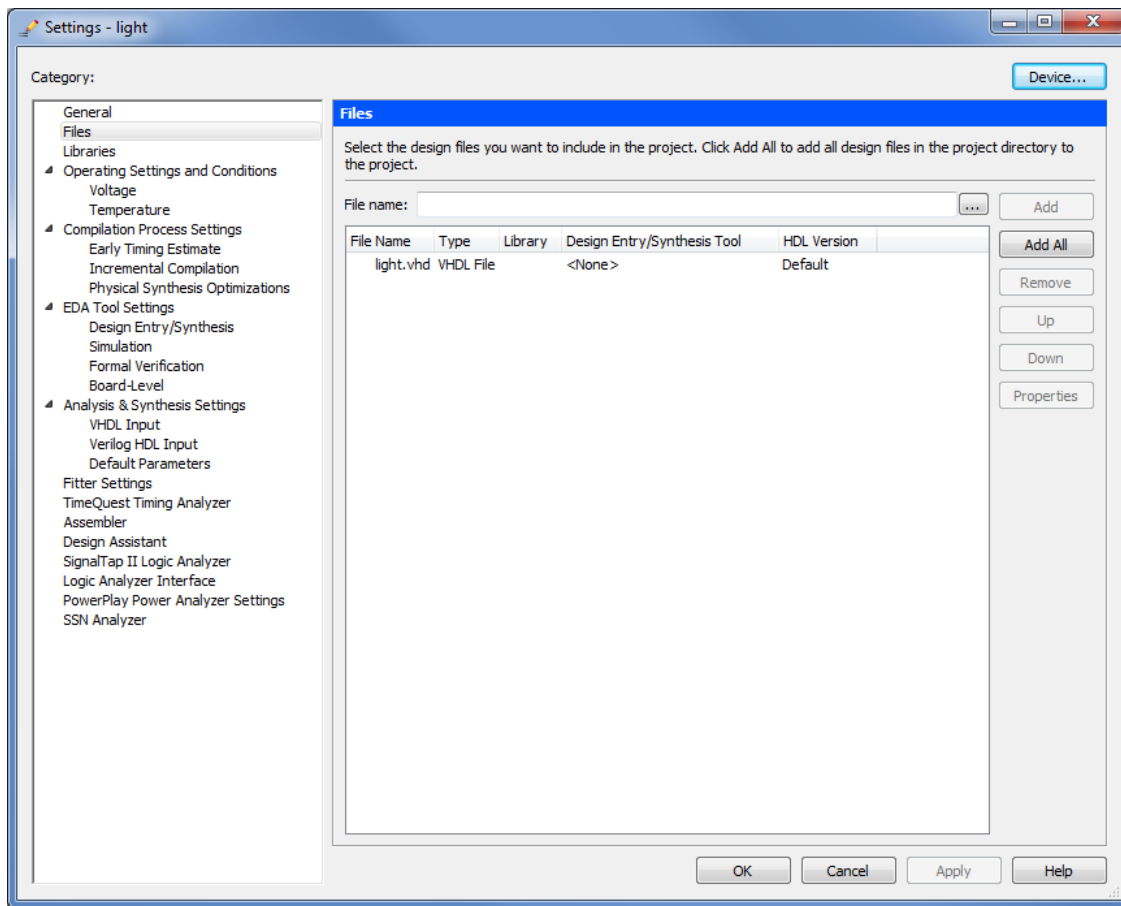 Settings - light
Category:
Device...
General
Files
Libraries
Operating Settings and Conditions
Voltage
Temperature
Compilation Process Settings
Early Timing Estimate
Incremental Compilation
Physical Synthesis Optimizations
EDA Tool Settings
Design Entry/Synthesis
Simulation
Formal Verification
Board-Level
Analysis & Synthesis Settings
VHDL Input
Verilog HDL Input
Default Parameters
Fitter Settings
TimeQuest Timing Analyzer
Assembler
Design Assistant
SignalTap II Logic Analyzer
Logic Analyzer Interface
PowerPlay Power Analyzer Settings
SSN Analyzer
Files
Select the design files you want to include in the project. Click Add All to add all design files in the project directory to
the project.
File name:
...
Add
File Name Type Library Design Entry/Synthesis Tool HDL Version
Add All
light.vhd VHDL File <None> Default
Remove
Up
Down
Properties
OK Cancel Apply Help